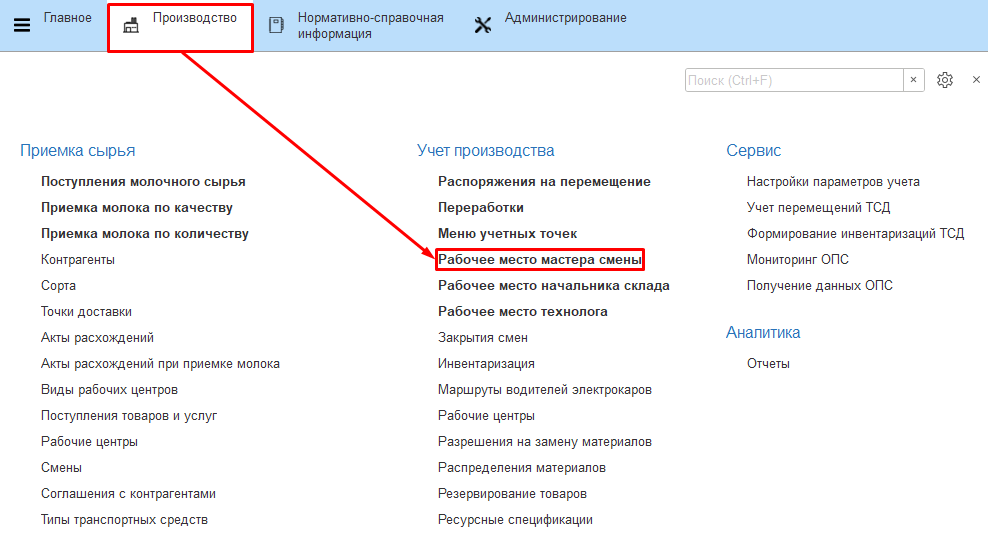 Главное
Производство
Нормативно-справочная
информация
Администрирование
Поиск (Ctrl+F)
Приемка сырья
Поступления молочного сырья
Приемка молока по качеству
Приемка молока по количеству
Контрагенты
Сорта
Точки доставки
Акты расхождений
Акты расхождений при приемке молока
Виды рабочих центров
Поступления товаров и услуг
Рабочие центры
Смены
Соглашения с контрагентами
Типы транспортных средств
Учет производства
Распоряжения на перемещение
Переработки
Меню учетных точек
Рабочее место мастера смены
Рабочее место начальника склада
Рабочее место технолога
Закрытия смен
Инвентаризация
Маршруты водителей электрокаров
Рабочие центры
Разрешения на замену материалов
Распределения материалов
Резервирование товаров
Ресурсные спецификации
Сервис
Настройки параметров учета
Учет перемещений ТСД
Формирование инвентаризаций ТСД
Мониторинг ОПС
Получение данных ОПС
Аналитика
Отчеты